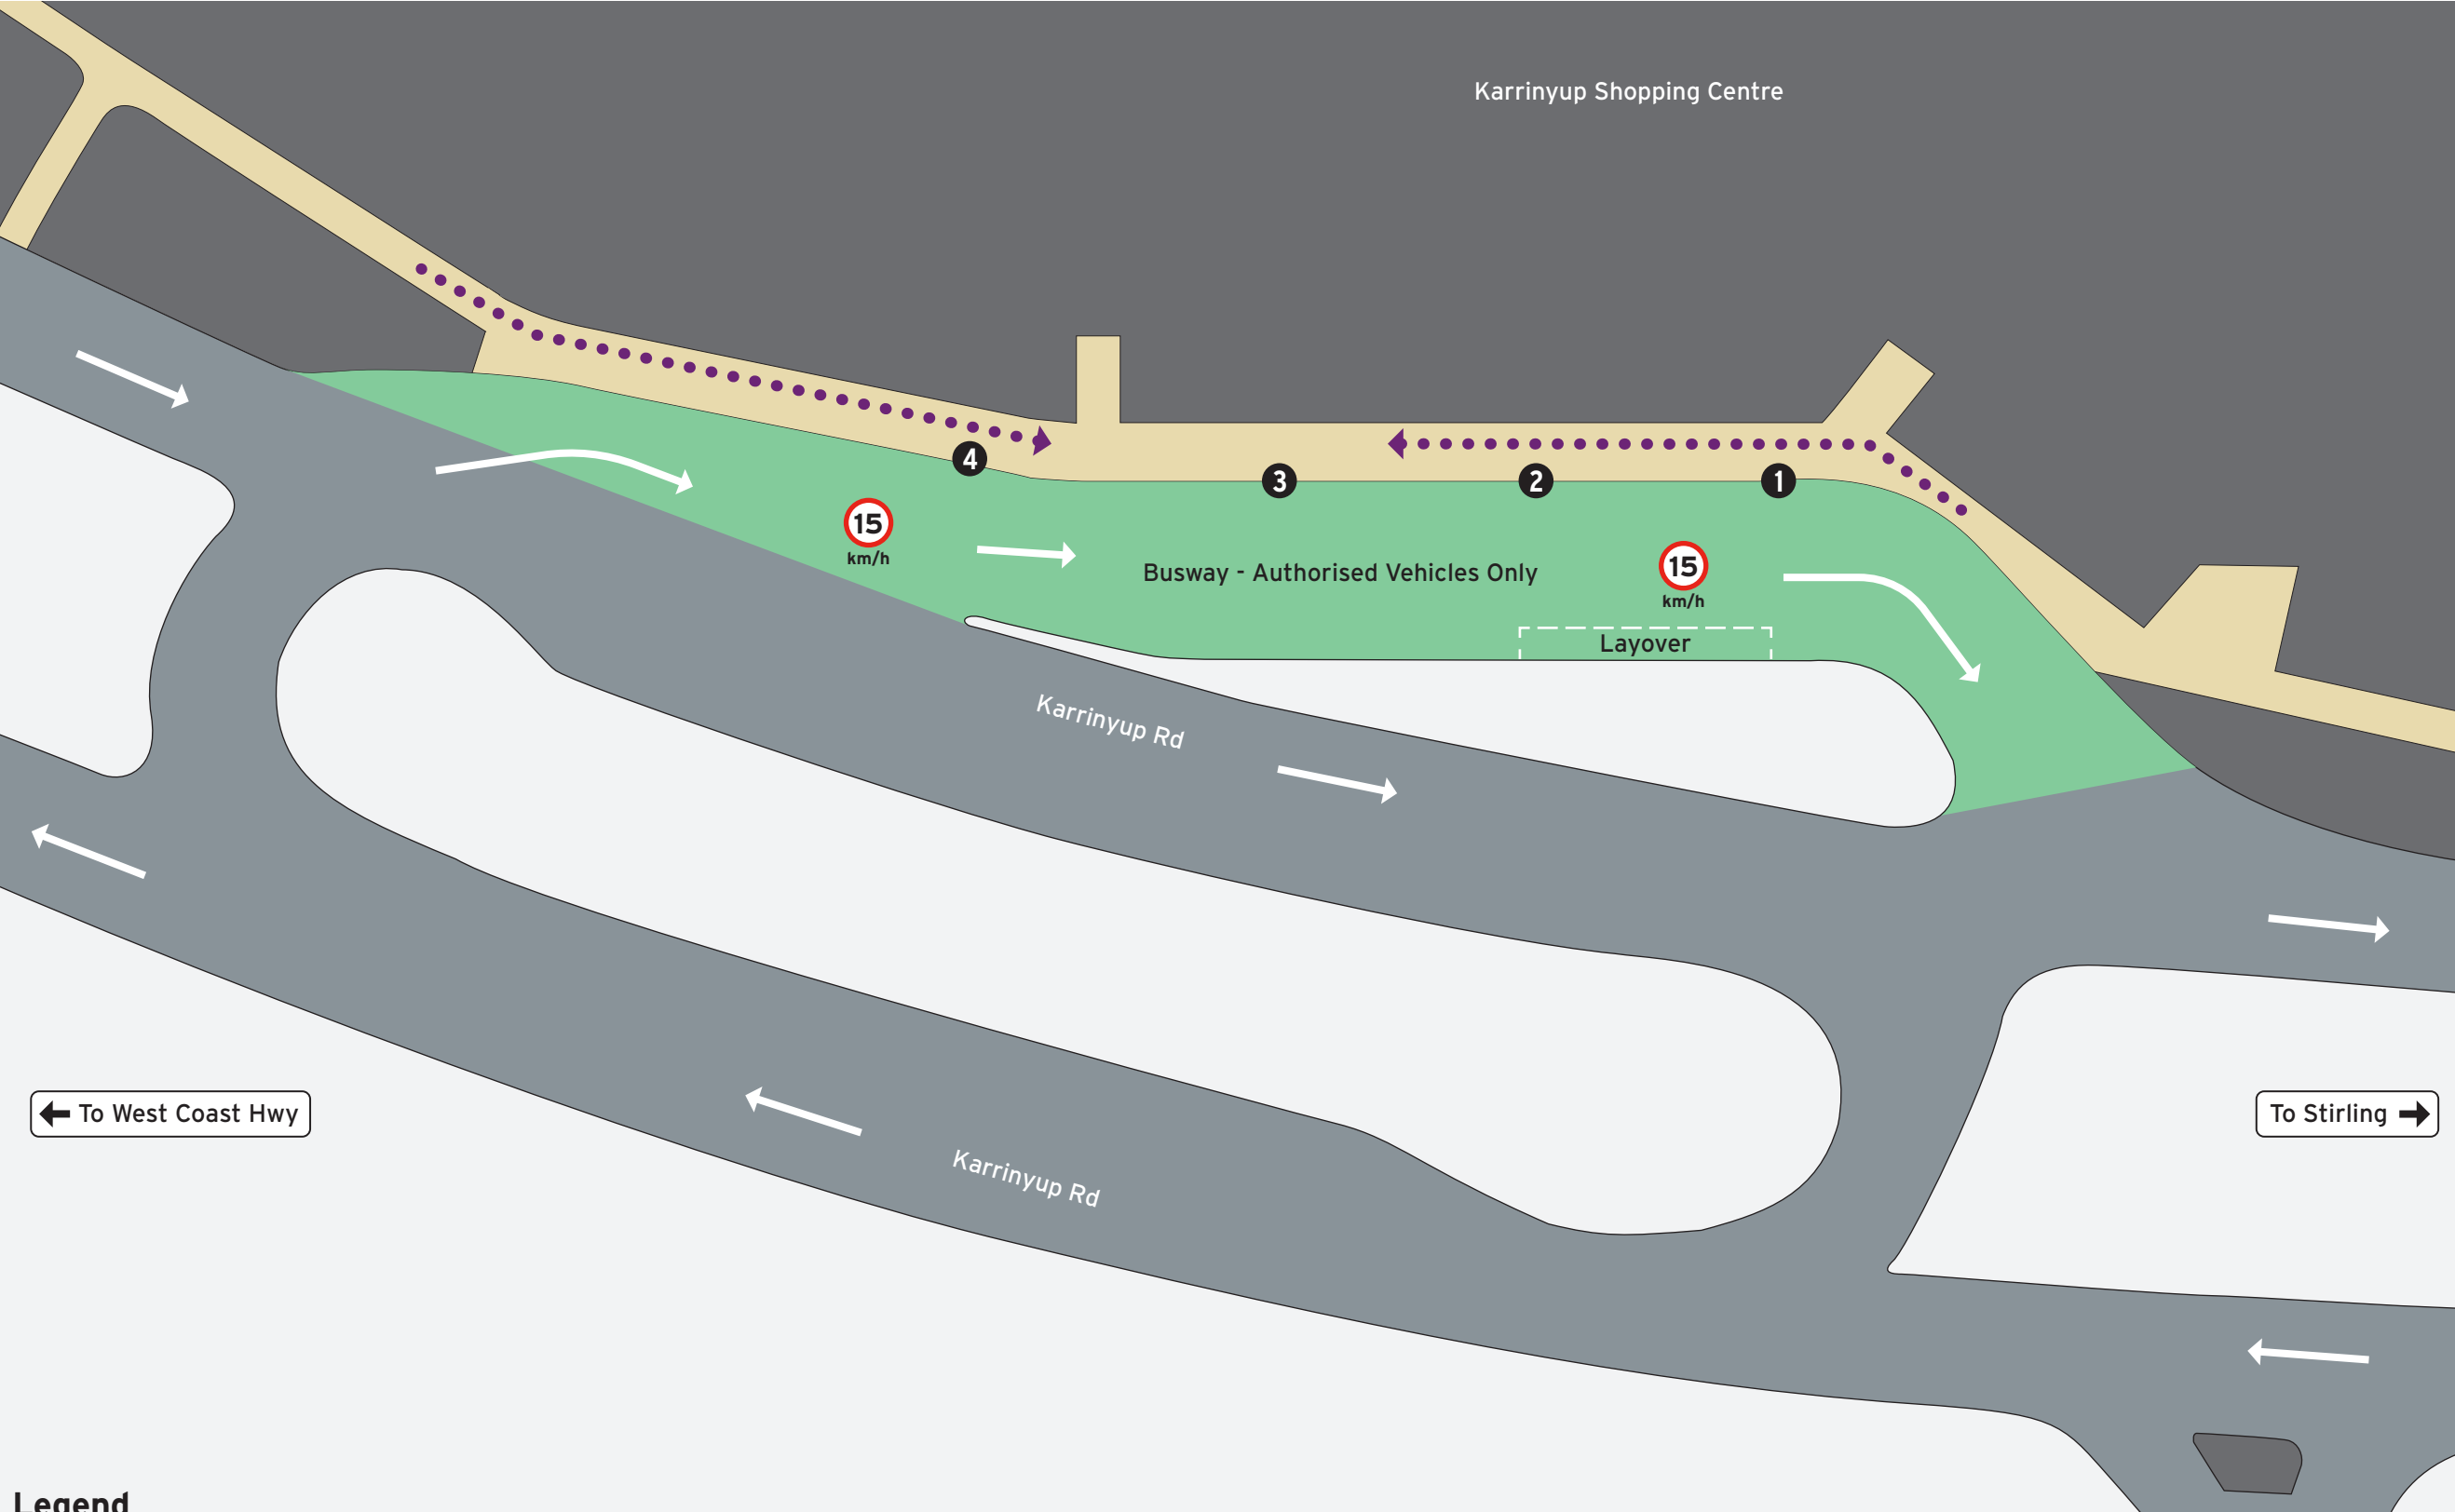 Karrinyup Shopping Centre
4
3
2
1
15
km/h
Busway - Authorised Vehicles Only
15
km/h
Layover
Karrinyup Rd
To West Coast Hwy
To Stirling
Karrinyup Rd
Legend